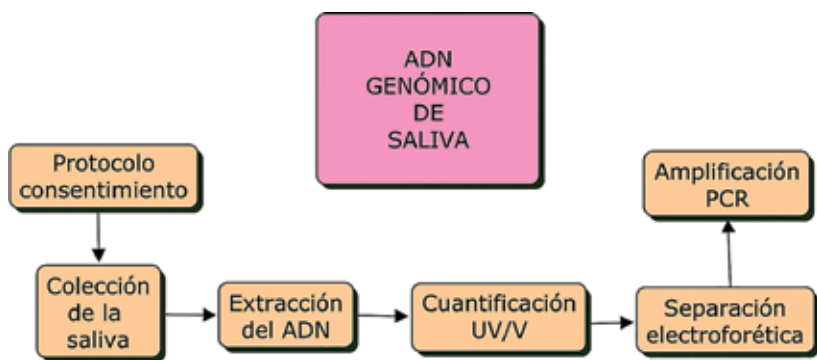 ADN
GENÓMICO
DE
SALIVA
Protocolo
consentimiento
Colección
de la
saliva
Extracción
del ADN
Cuantificación
UV/V
Separación
electroforética
Amplificación
PCR